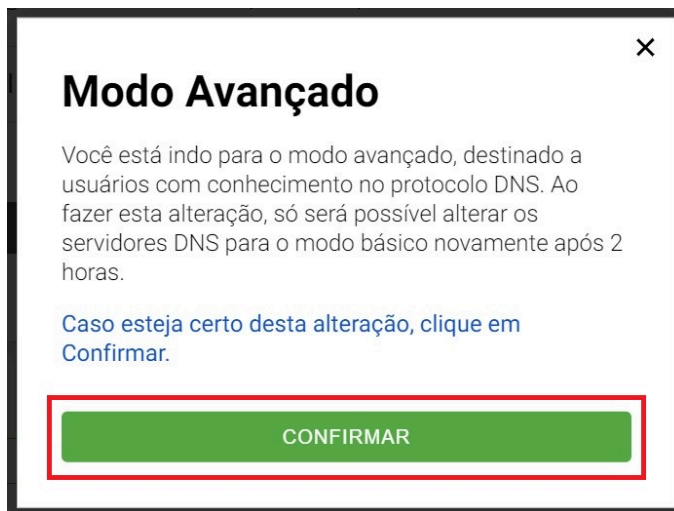 Modo Avançado
Você está indo para o modo avançado, destinado a
usuários com conhecimento no protocolo DNS. Ao
fazer esta alteração, só será possível alterar os
servidores DNS para o modo básico novamente após 2
horas.
Caso esteja certo desta alteração, clique em
Confirmar.
CONFIRMAR